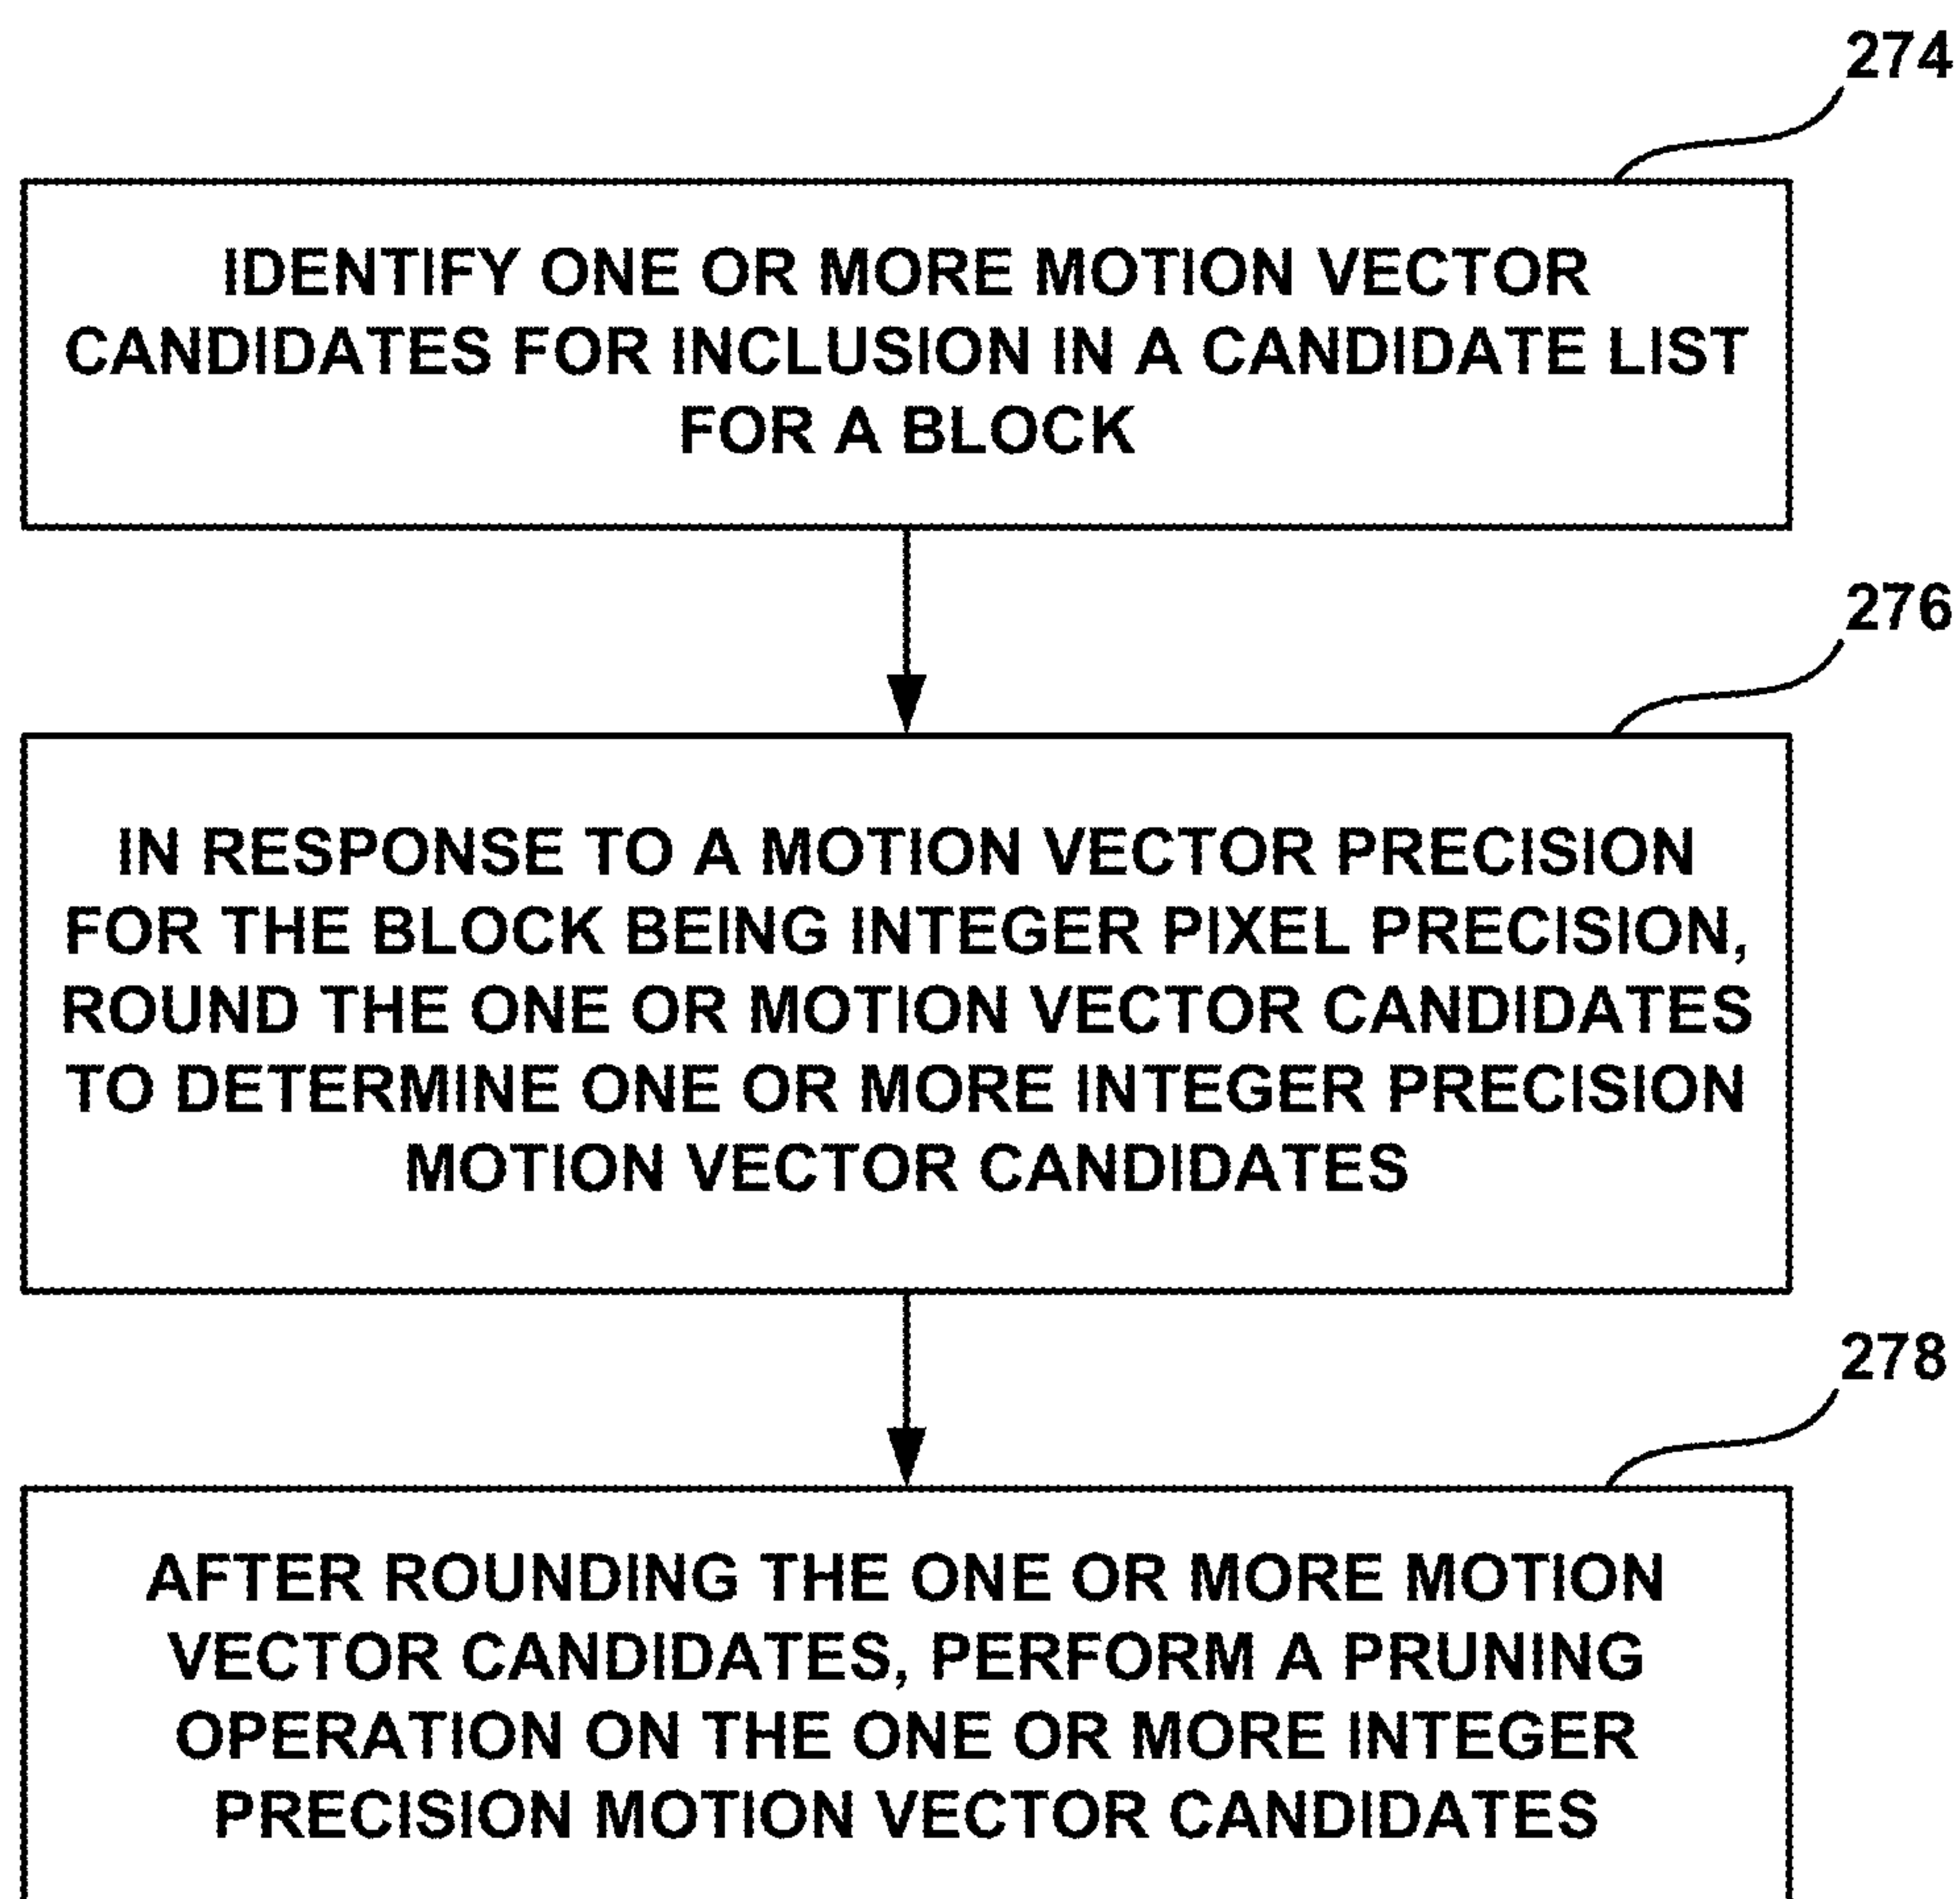 274
IDENTIFY ONE OR MORE MOTION VECTOR
CANDIDATES FOR INCLUSION IN A CANDIDATE LIST
FOR A BLOCK
276
IN RESPONSE TO A MOTION VECTOR PRECISION
FOR THE BLOCK BEING INTEGER PIXEL PRECISION,
ROUND THE ONE OR MOTION VECTOR CANDIDATES
TO DETERMINE ONE OR MORE INTEGER PRECISION
MOTION VECTOR CANDIDATES
278
AFTER ROUNDING THE ONE OR MORE MOTION
VECTOR CANDIDATES, PERFORM A PRUNING
OPERATION ON THE ONE OR MORE INTEGER
PRECISION MOTION VECTOR CANDIDATES